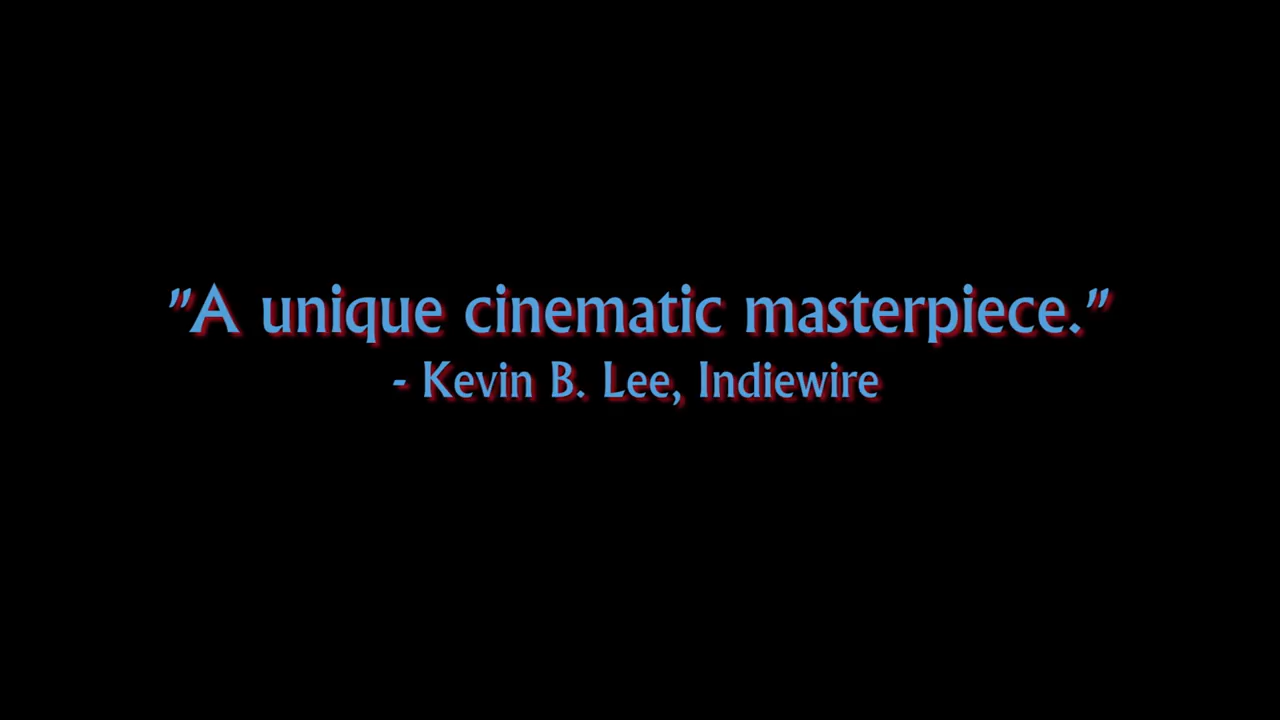 "A unique cinematic masterpiece."
- Kevin B. Lee, Indiewire